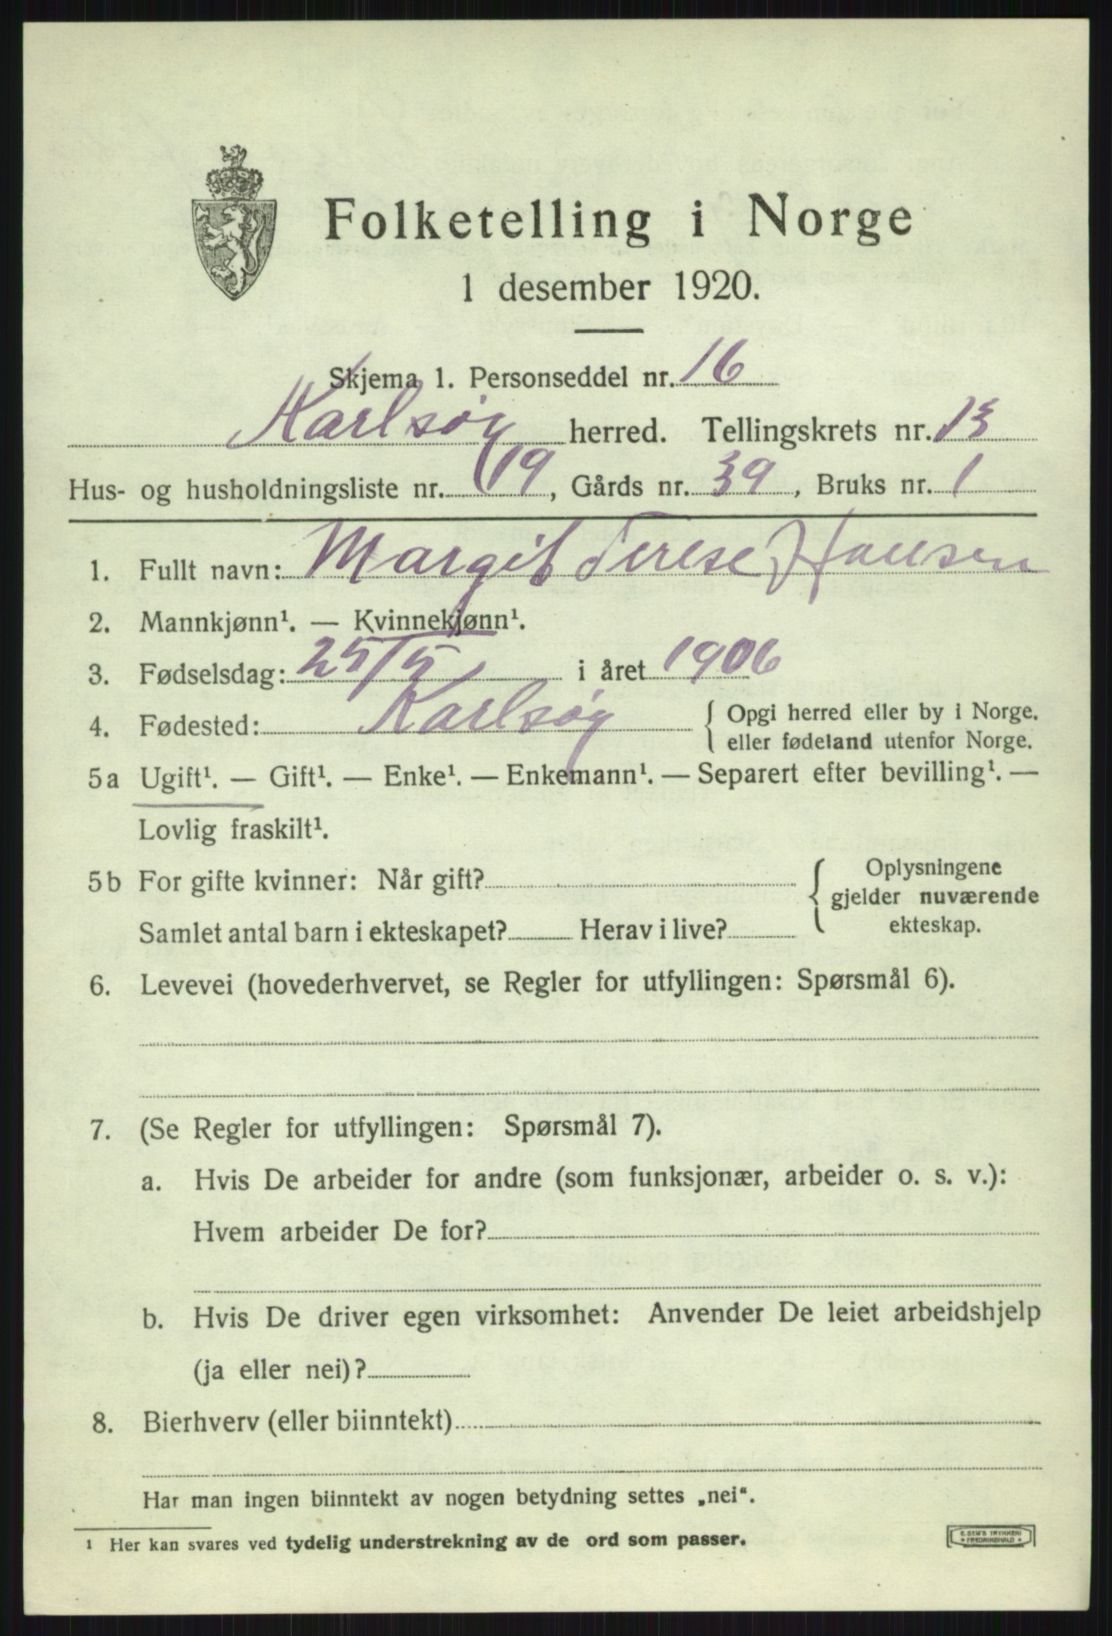 Folketelling i Norge
1 desember 1920.
Skjema 1. Personseddel nr. 16
Karlsøy herred. Tellingskrets nr. 13
Hus- og husholdningsliste nr. 19, Gårds nr. 39, Bruks nr. 1
1. Fullt navn: Margit Terese Hansen
2. Mannkjønn¹. — Kvinnekjønn¹.
3. Fødselsdag: 25/5 i året 1906
4. Fødested: Karlsøy { Opgi herred eller by i Norge,
eller fødeland utenfor Norge.
5a Ugift¹. — Gift¹. — Enke¹. — Enkemann¹. — Separert efter bevilling¹. —
Lovlig fraskilt¹.
5b For gifte kvinner: Når gift? { Oplysningene
gjelder nuværende
ekteskap.
Samlet antal barn i ekteskapet? Herav i live?
6. Levevei (hovederhvervet, se Regler for utfyllingen: Spørsmål 6).
7. (Se Regler for utfyllingen: Spørsmål 7).
a. Hvis De arbeider for andre (som funksjonær, arbeider o. s. v.):
Hvem arbeider De for?
b. Hvis De driver egen virksomhet: Anvender De leiet arbeidshjelp
(ja eller nei)?
8. Bierhverv (eller biinntekt)
Har man ingen biinntekt av nogen betydning settes „nei“.
¹ Her kan svares ved tydelig understrekning av de ord som passer.
E. SEM'S TRYKKERI
FREDRIKSHALD